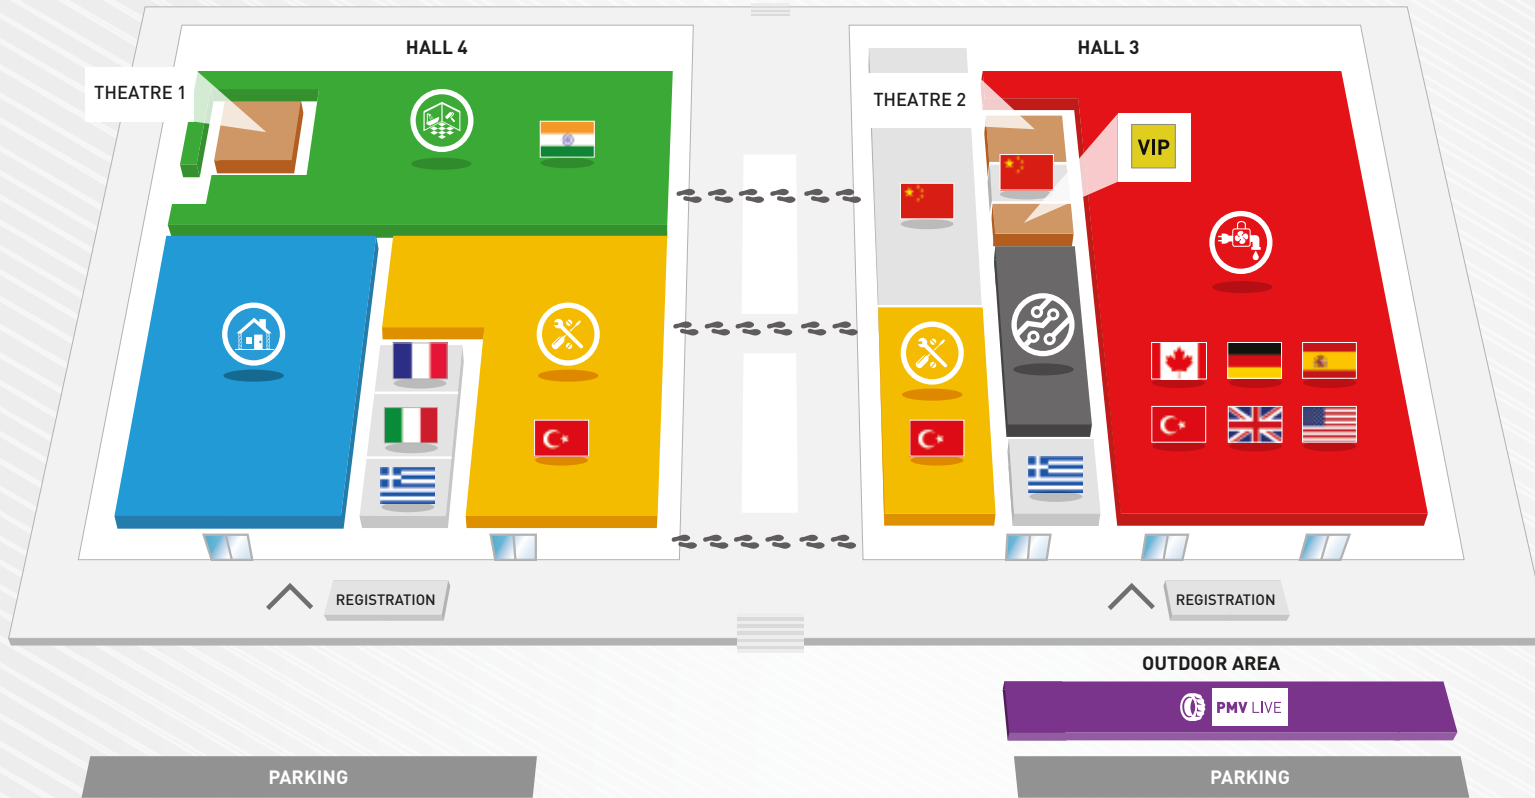 HALL 4
HALL 3
THEATRE 1
THEATRE 2
VIP
REGISTRATION
REGISTRATION
OUTDOOR AREA
PMV LIVE
PARKING
PARKING